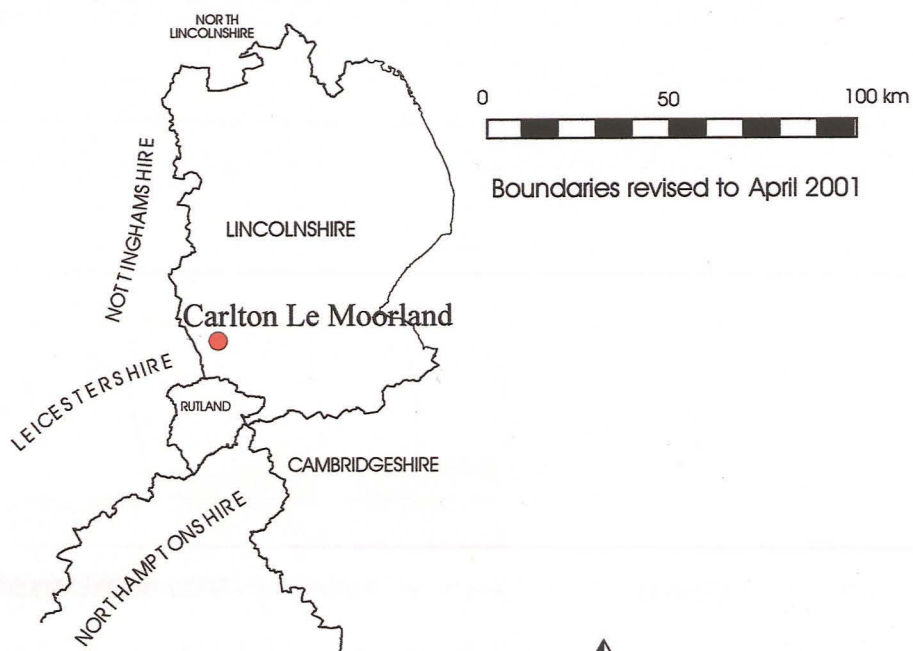 NORTH
LINCOLNSHIRE
0 50 100 km
Boundaries revised to April 2001
NOTTINGHAMSHIRE
LINCOLNSHIRE
Carlton Le Moorland
LEICESTERSHIRE
RUTLAND
CAMBRIDGESHIRE
NORTHAMPTONSHIRE